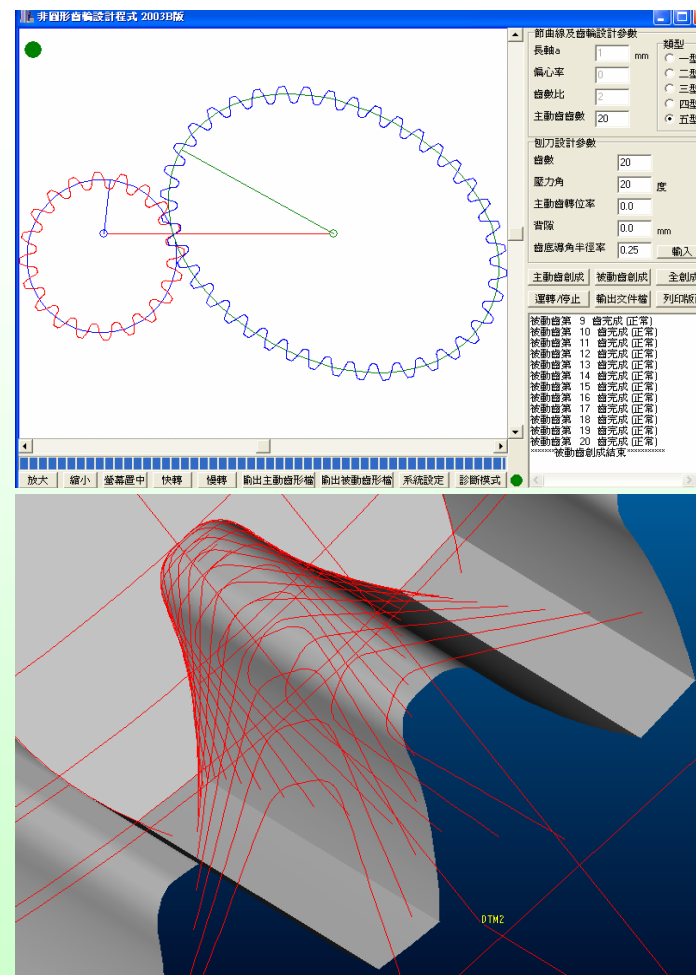 非圓形齒輪設計程式 2003B版
節曲線及齒輪設計參數
長軸a 1 mm
偏心率 0
齒數比 2
主動齒齒數 20
類型
一型
二型
三型
四型
五型
刨刀設計參數
齒數 20
壓力角 20 度
主動齒轉位率 0.0
背隙 0.0 mm
齒底導角半徑率 0.25 輸入
主動齒創成 被動齒創成 全創成
運轉/停止 輸出文件檔 列印版面
被動齒第 9 齒完成(正常)
被動齒第 10 齒完成(正常)
被動齒第 11 齒完成(正常)
被動齒第 12 齒完成(正常)
被動齒第 13 齒完成(正常)
被動齒第 14 齒完成(正常)
被動齒第 15 齒完成(正常)
被動齒第 16 齒完成(正常)
被動齒第 17 齒完成(正常)
被動齒第 18 齒完成(正常)
被動齒第 19 齒完成(正常)
被動齒第 20 齒完成(正常)
*******被動齒創成結束***********
放大 縮小 螢幕置中 快轉 慢轉 輸出主動齒形檔 輸出被動齒形檔 系統設定 診斷模式
DTM2